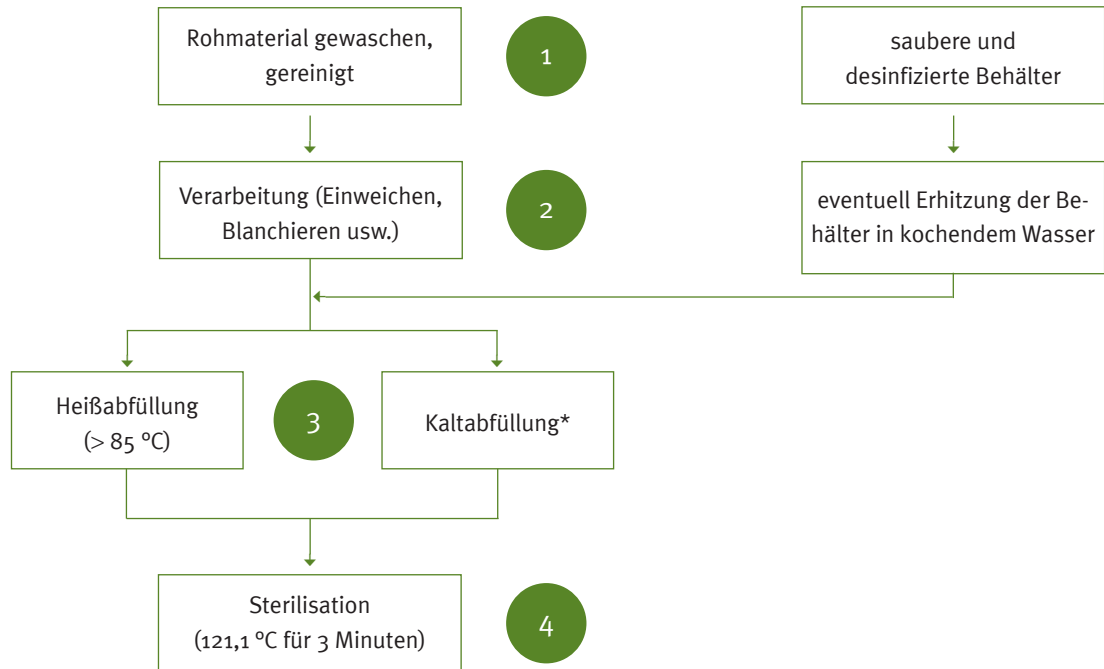 Rohmaterial gewaschen,
gereinigt
1
saubere und
desinfizierte Behälter
Verarbeitung (Einweichen,
Blanchieren usw.)
2
eventuell Erhitzung der Be-
hälter in kochendem Wasser
Heißabfüllung
(> 85 °C)
3
Kaltabfüllung*
Sterilisation
(121,1 °C für 3 Minuten)
4